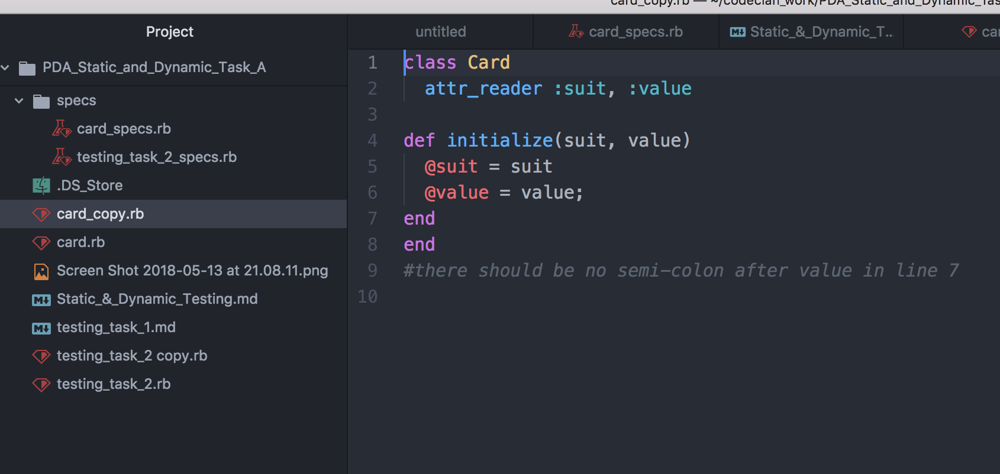 card_copy.rb — ~/codeclan_work/PDA_Static_and_Dynamic_Tas
Project
untitled
card_specs.rb
Static_&_Dynamic_T...
car
PDA_Static_and_Dynamic_Task_A
specs
card_specs.rb
testing_task_2_specs.rb
.DS_Store
card_copy.rb
card.rb
Screen Shot 2018-05-13 at 21.08.11.png
Static_&_Dynamic_Testing.md
testing_task_1.md
testing_task_2 copy.rb
testing_task_2.rb
1 class Card
2 attr_reader :suit, :value
3
4 def initialize(suit, value)
5 @suit = suit
6 @value = value;
7 end
8 end
9 #there should be no semi-colon after value in line 7
10